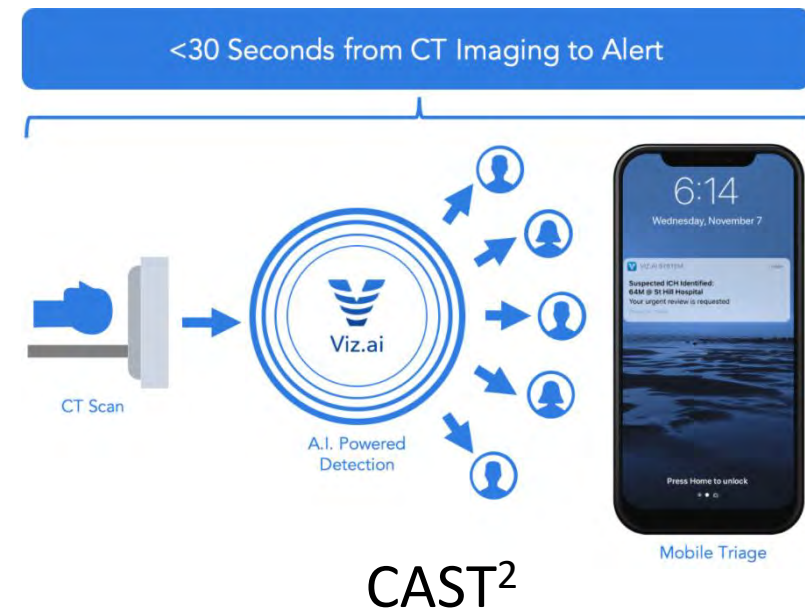 <30 Seconds from CT Imaging to Alert
6:14
Wednesday, November 7
VIZ.AI SYSTEM
Suspected ICH Identified:
64M @ St Hill Hospital
Your urgent review is requested
Viz.ai
CT Scan
A.I. Powered
Detection
Press Home to unlock
Mobile Triage
CAST²